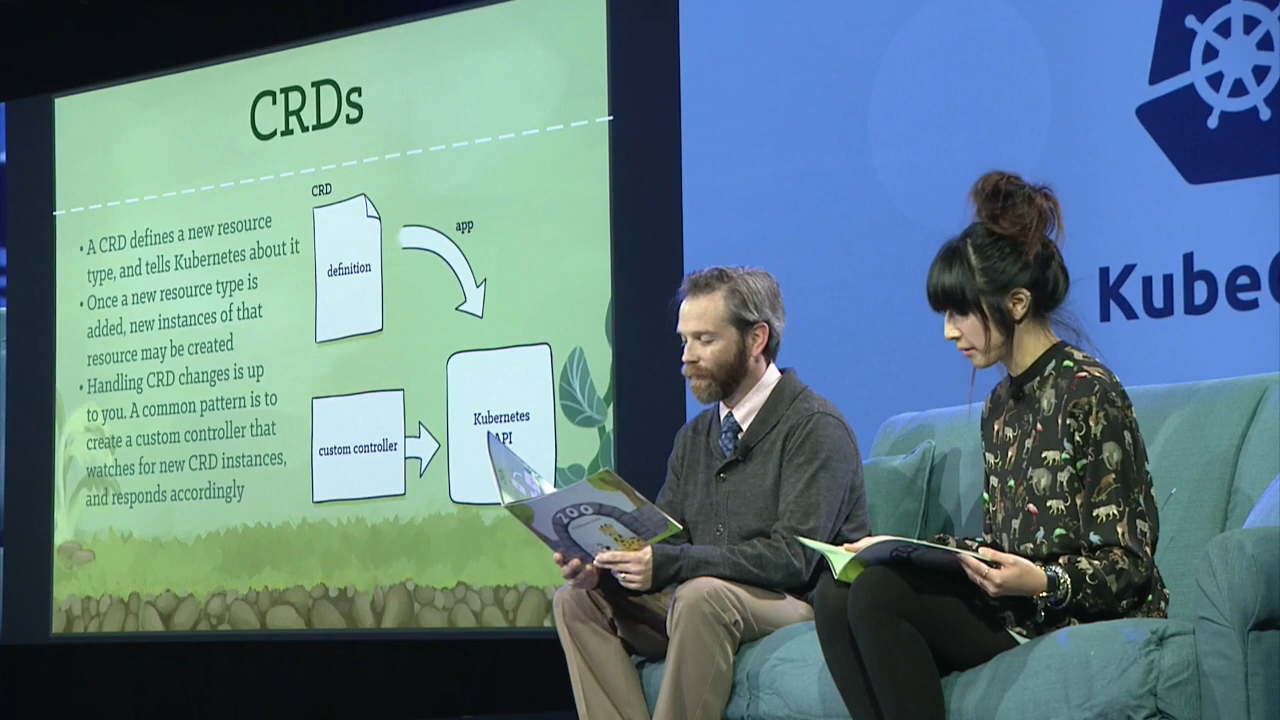 CRDs
• A CRD defines a new resource
type, and tells Kubernetes about it
• Once a new resource type is
added, new instances of that
resource may be created
• Handling CRD changes is up
to you. A common pattern is to
create a custom controller that
watches for new CRD instances,
and responds accordingly
CRD
definition
app
custom controller
Kubernetes
API
ZOO
Kube